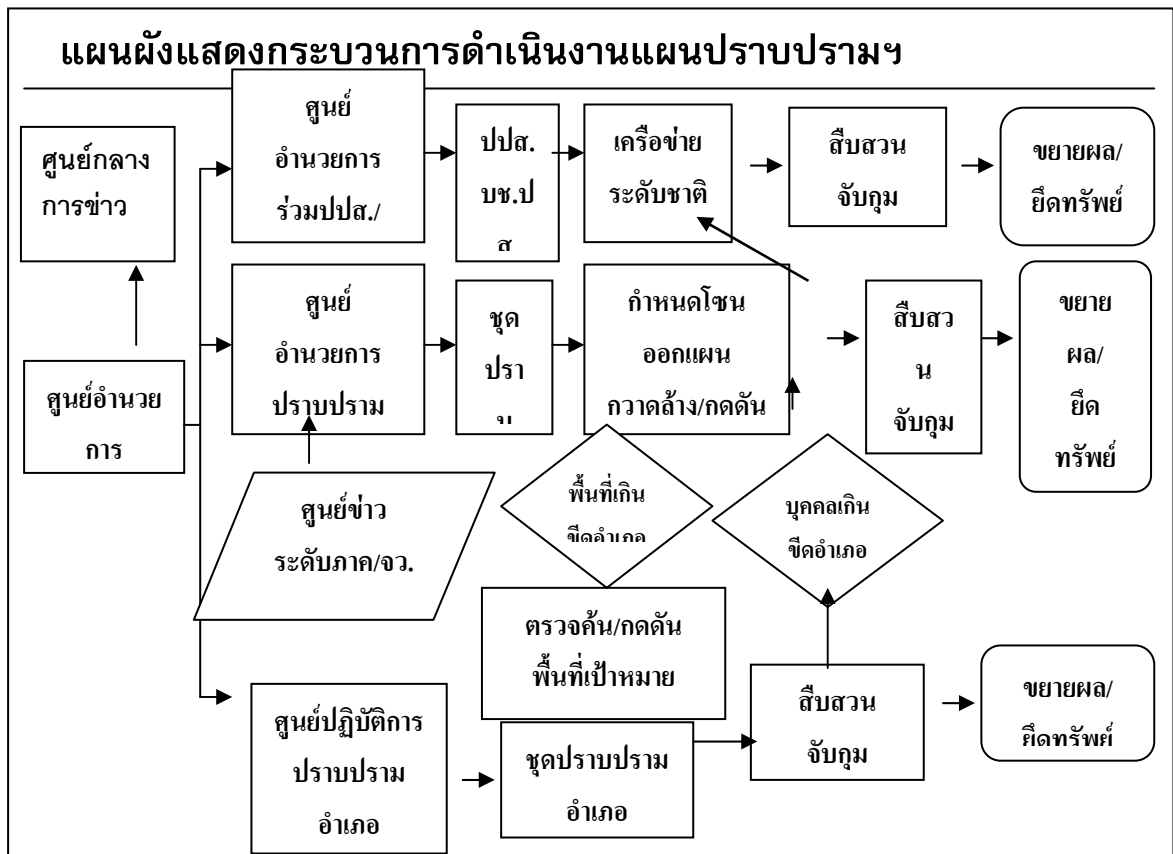 แผนผังแสดงกระบวนการดำเนินงานแผนปราบปรามฯ
ศูนย์กลาง
การข่าว
ศูนย์
อำนวยการ
ร่วมปปส./
ปปส.
บช.ป
ส
เครือข่าย
ระดับชาติ
สืบสวน
จับกุม
ขยายผล/
ยึดทรัพย์
ศูนย์อำนวย
การ
ศูนย์
อำนวยการ
ปราบปราม
ชุด
ปรา
บ
กำหนดโซน
ออกแผน
กวาดล้าง/กดดัน
สืบสว
น
จับกุม
ขยาย
ผล/
ยึด
ทรัพย์
ศูนย์ข่าว
ระดับภาค/จว.
พื้นที่เกิน
ขีดอำเภอ
บุคคลเกิน
ขีดอำเภอ
ตรวจค้น/กดดัน
พื้นที่เป้าหมาย
ศูนย์ปฏิบัติการ
ปราบปราม
อำเภอ
ชุดปราบปราม
อำเภอ
สืบสวน
จับกุม
ขยายผล/
ยึดทรัพย์